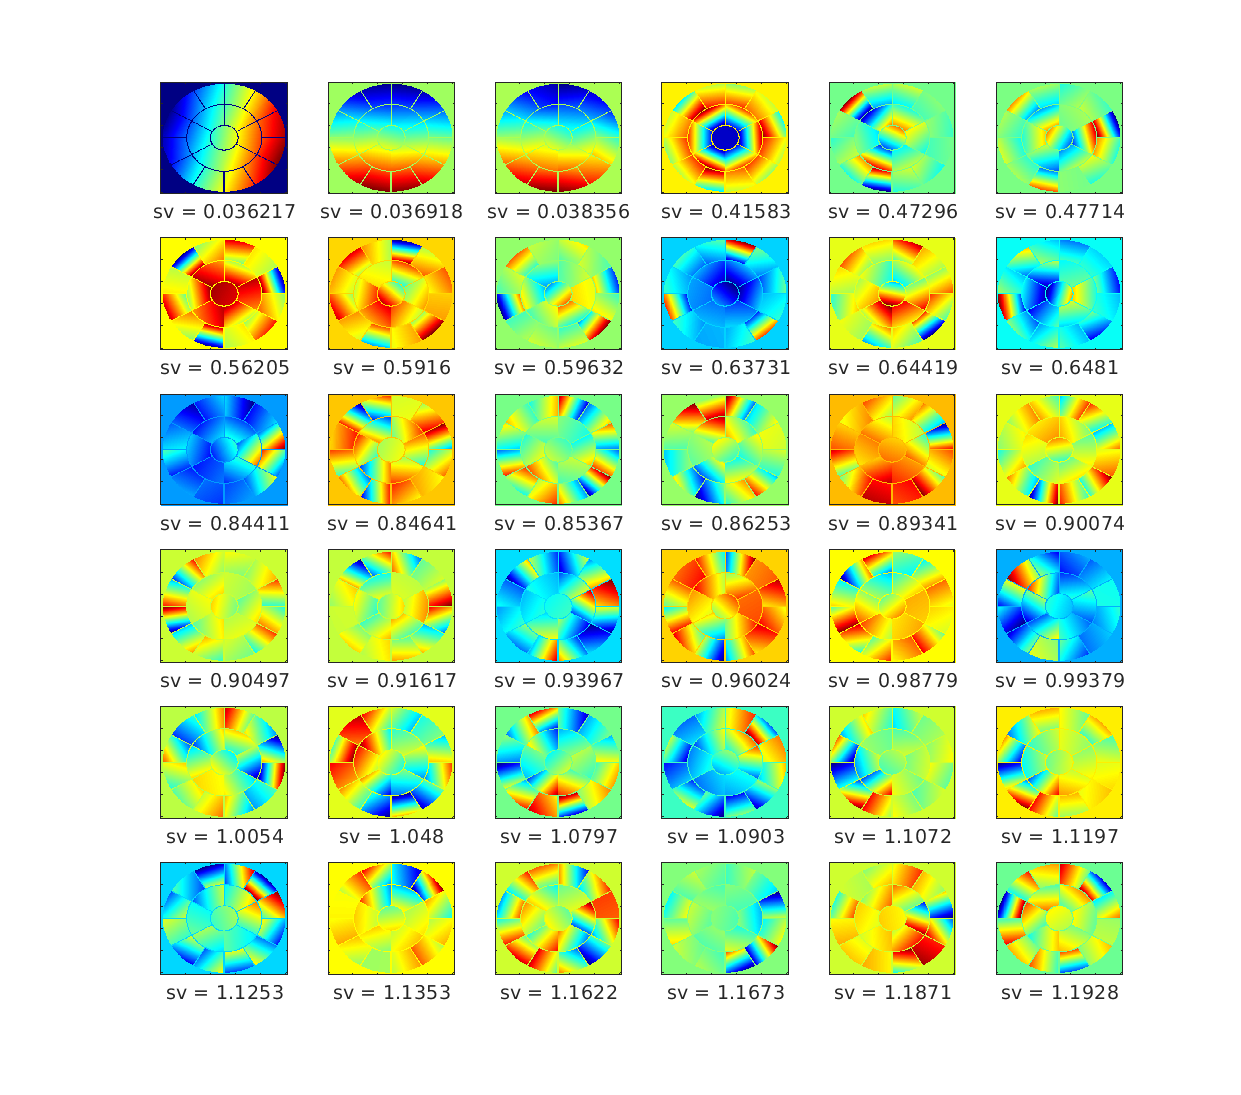 sv = 0.036217 sv = 0.036918 sv = 0.038356 sv = 0.41583 sv = 0.47296 sv = 0.47714
sv = 0.56205 sv = 0.5916 sv = 0.59632 sv = 0.63731 sv = 0.64419 sv = 0.6481
sv = 0.84411 sv = 0.84641 sv = 0.85367 sv = 0.86253 sv = 0.89341 sv = 0.90074
sv = 0.90497 sv = 0.91617 sv = 0.93967 sv = 0.96024 sv = 0.98779 sv = 0.99379
sv = 1.0054 sv = 1.048 sv = 1.0797 sv = 1.0903 sv = 1.1072 sv = 1.1197
sv = 1.1253 sv = 1.1353 sv = 1.1622 sv = 1.1673 sv = 1.1871 sv = 1.1928